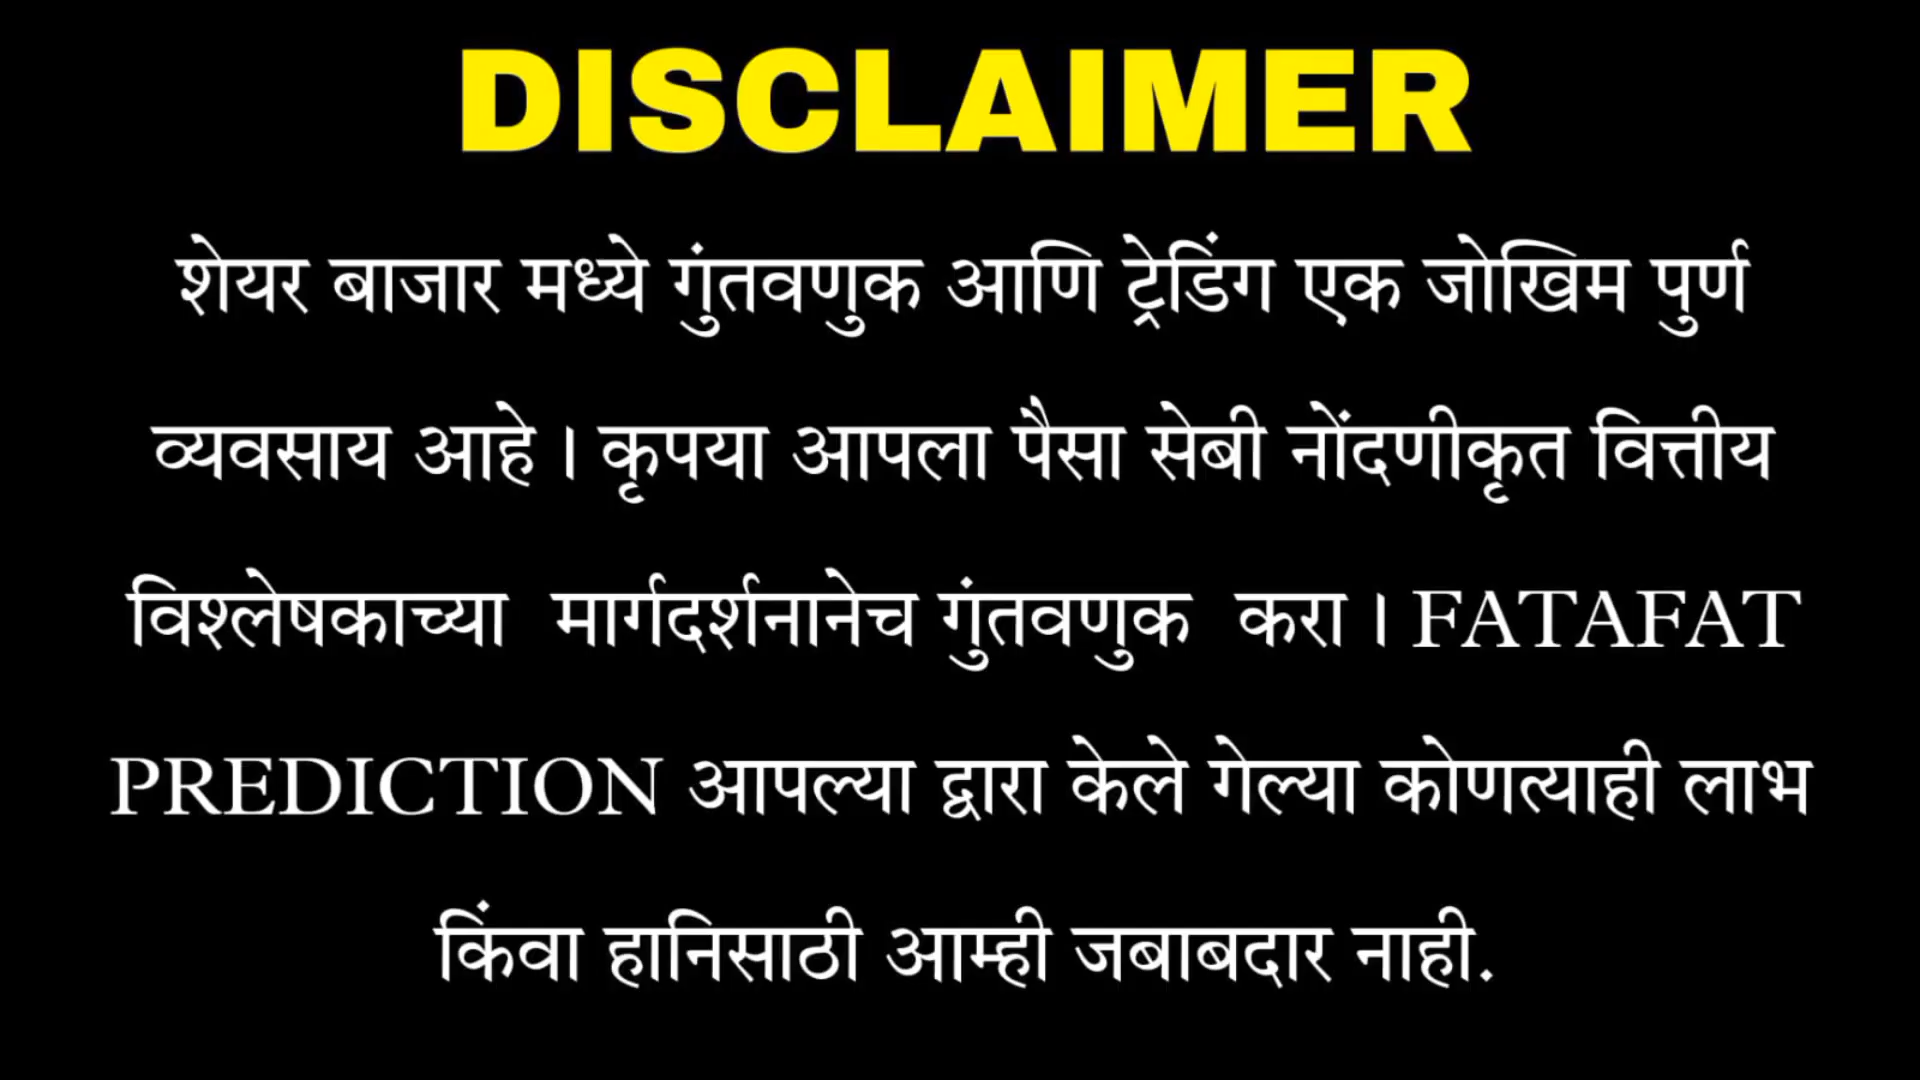 DISCLAIMER
शेयर बाजार मध्ये गुंतवणुक आणि ट्रेडिंग एक जोखिम पुर्ण
व्यवसाय आहे । कृपया आपला पैसा सेबी नोंदणीकृत वित्तीय
विश्लेषकाच्या मार्गदर्शनानेच गुंतवणुक करा । FATAFAT
PREDICTION आपल्या द्वारा केले गेल्या कोणत्याही लाभ
किंवा हानिसाठी आम्ही जबाबदार नाही.